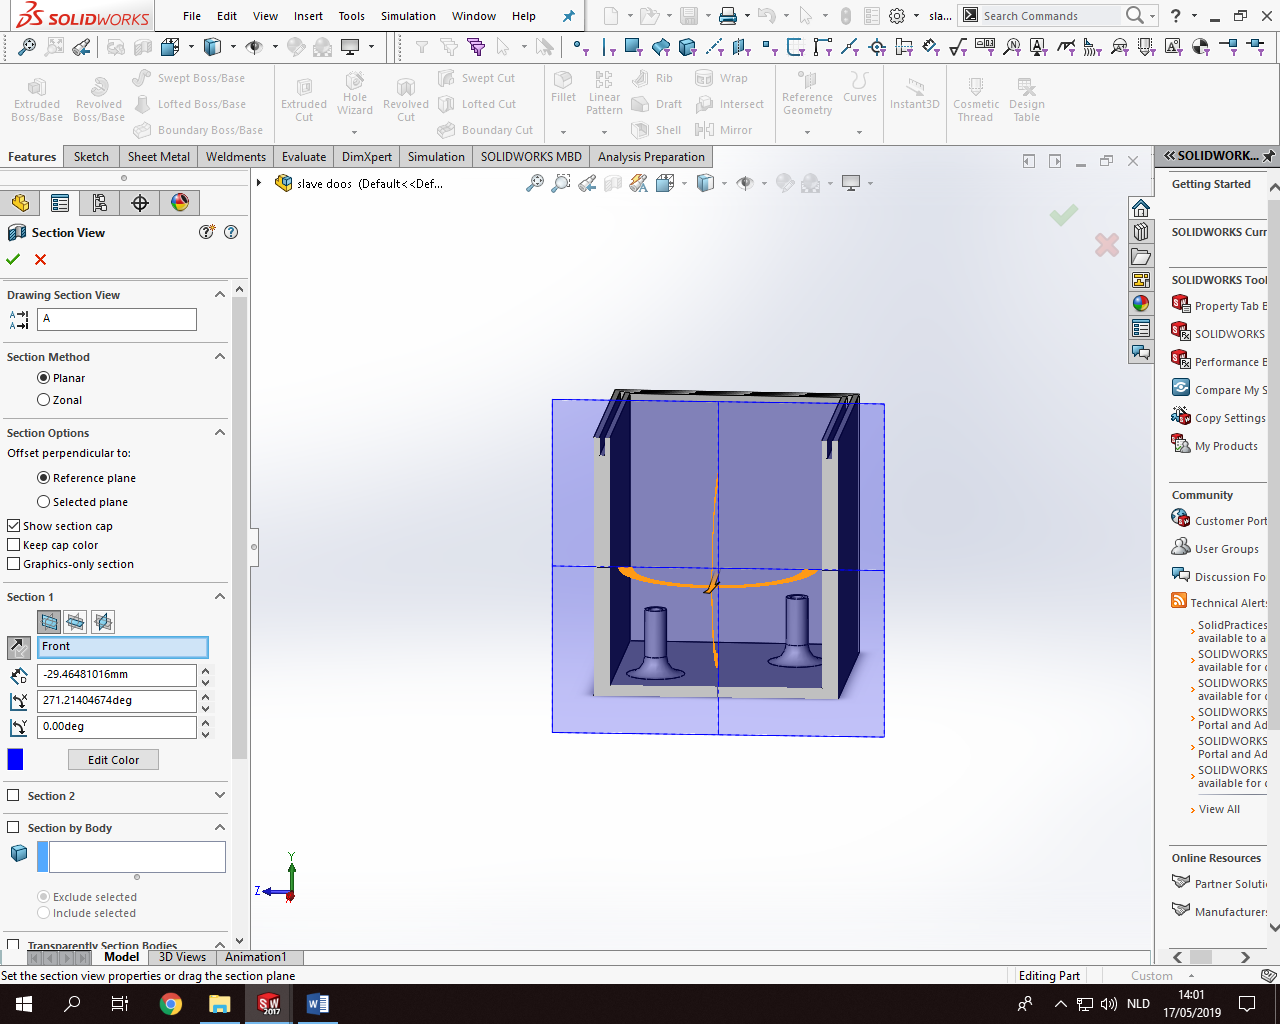 SOLIDWORKS
File Edit View Insert Tools Simulation Window Help
sla...
Search Commands
Extruded Boss/Base
Revolved Boss/Base
Swept Boss/Base
Lofted Boss/Base
Boundary Boss/Base
Extruded Cut
Hole Wizard
Revolved Cut
Swept Cut
Lofted Cut
Boundary Cut
Fillet
Linear Pattern
Rib
Draft
Shell
Wrap
Intersect
Mirror
Reference Geometry
Curves
Instant3D
Cosmetic Thread
Design Table
Features Sketch Sheet Metal Weldments Evaluate DimXpert Simulation SOLIDWORKS MBD Analysis Preparation
slave doos (Default<<Def...
Section View
Drawing Section View
A
Section Method
Planar
Zonal
Section Options
Offset perpendicular to:
Reference plane
Selected plane
Show section cap
Keep cap color
Graphics-only section
Section 1
Front
-29.46481016mm
271.21404674deg
0.00deg
Edit Color
Section 2
Section by Body
Exclude selected
Include selected
Transparently Section Bodies
Y
Z
SOLIDWORK...
Getting Started
SOLIDWORKS Curr
SOLIDWORKS Tool
Property Tab B
SOLIDWORKS
Performance B
Compare My S
Copy Settings
My Products
Community
Customer Port
User Groups
Discussion Fo
Technical Alerts
SolidPractices
available to a
SOLIDWORKS
available for d
SOLIDWORKS
available for d
SOLIDWORKS
Portal and Ad
SOLIDWORKS
Portal and Ad
SOLIDWORKS
available for d
View All
Online Resources
Partner Soluti
Manufacturer
Model 3D Views Animation1
Set the section view properties or drag the section plane
Editing Part
Custom
SW 2017
NLD
14:01
17/05/2019